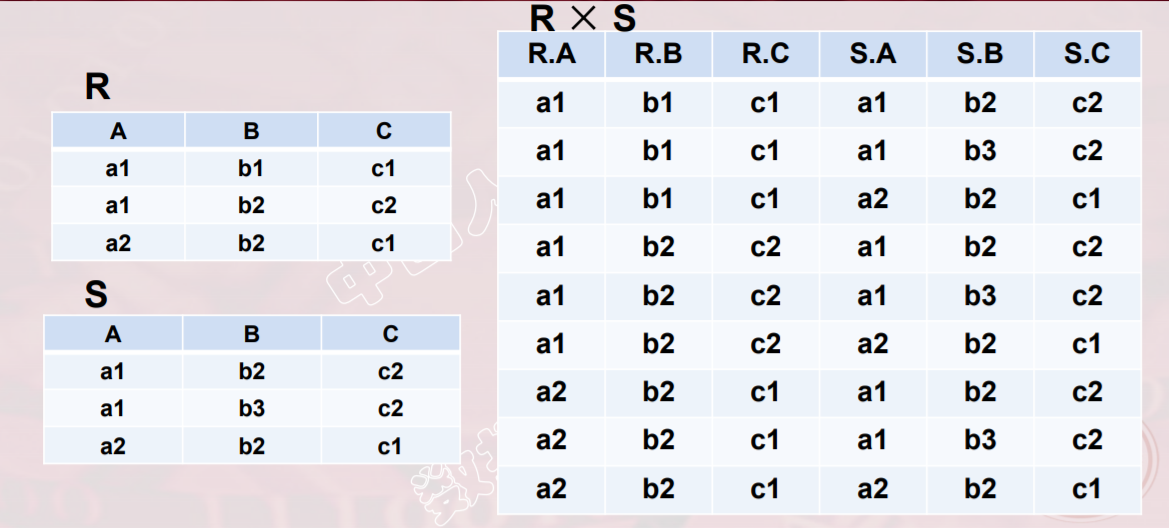 R
A B C
a1 b1 c1
a1 b2 c2
a2 b2 c1
S
A B C
a1 b2 c2
a1 b3 c2
a2 b2 c1
R × S
R.A R.B R.C S.A S.B S.C
a1 b1 c1 a1 b2 c2
a1 b1 c1 a1 b3 c2
a1 b1 c1 a2 b2 c1
a1 b2 c2 a1 b2 c2
a1 b2 c2 a1 b3 c2
a1 b2 c2 a2 b2 c1
a2 b2 c1 a1 b2 c2
a2 b2 c1 a1 b3 c2
a2 b2 c1 a2 b2 c1